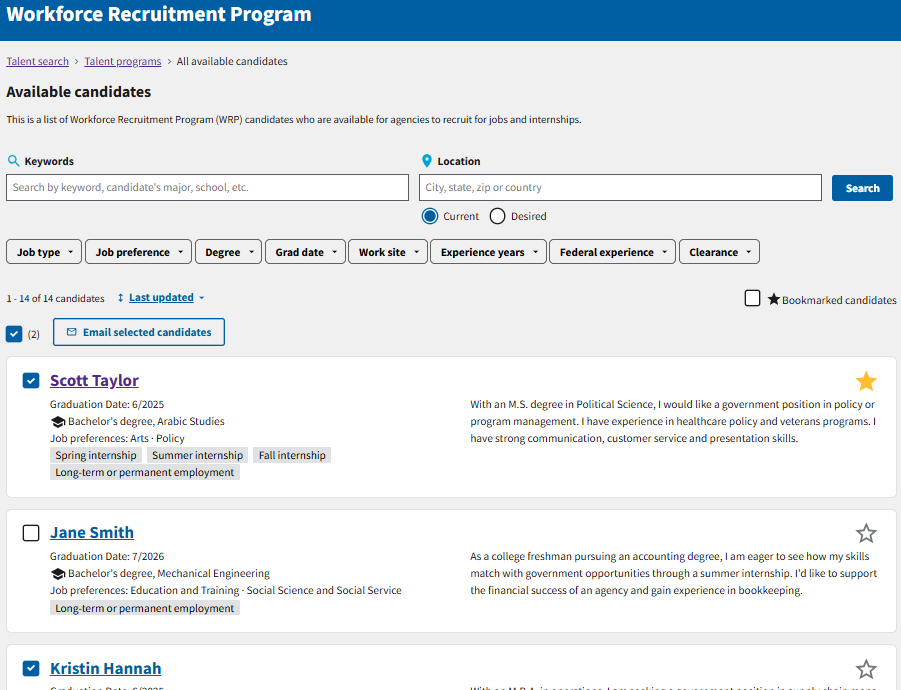 Workforce Recruitment Program
Talent search > Talent programs > All available candidates
Available candidates
This is a list of Workforce Recruitment Program (WRP) candidates who are available for agencies to recruit for jobs and internships.
Keywords
Location
Search by keyword, candidate's major, school, etc.
City, state, zip or country
Search
Current Desired
Job type Job preference Degree Grad date Work site Experience years Federal experience Clearance
1 - 14 of 14 candidates Last updated
Bookmarked candidates
(2) Email selected candidates
Scott Taylor
Graduation Date: 6/2025
Bachelor's degree, Arabic Studies
Job preferences: Arts · Policy
Spring internship Summer internship Fall internship
Long-term or permanent employment
With an M.S. degree in Political Science, I would like a government position in policy or
program management. I have experience in healthcare policy and veterans programs. I
have strong communication, customer service and presentation skills.
Jane Smith
Graduation Date: 7/2026
Bachelor's degree, Mechanical Engineering
Job preferences: Education and Training · Social Science and Social Service
Long-term or permanent employment
As a college freshman pursuing an accounting degree, I am eager to see how my skills
match with government opportunities through a summer internship. I'd like to support
the financial success of an agency and gain experience in bookkeeping.
Kristin Hannah